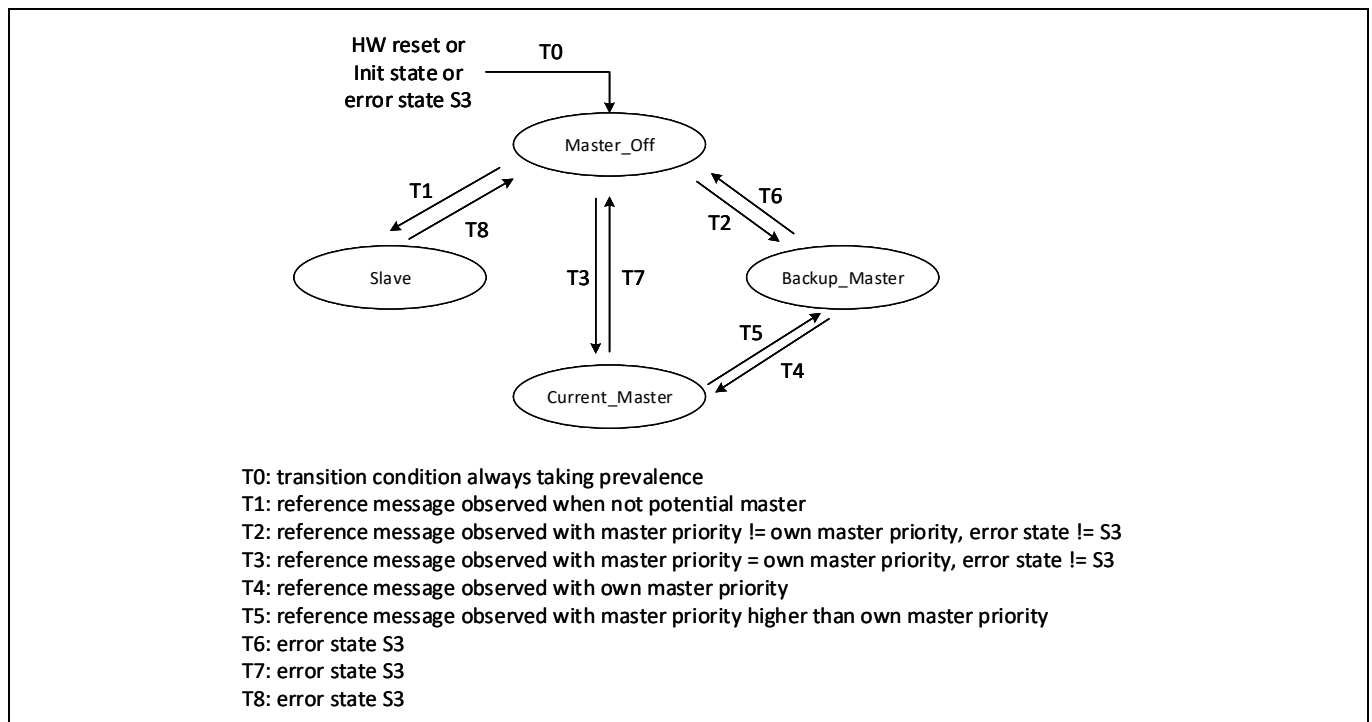 HW reset or
Init state or
error state S3
T0
Master_Off
T1
T8
T6
T2
Slave
T3
T7
Backup_Master
T5
T4
Current_Master
T0: transition condition always taking prevalence
T1: reference message observed when not potential master
T2: reference message observed with master priority != own master priority, error state != S3
T3: reference message observed with master priority = own master priority, error state != S3
T4: reference message observed with own master priority
T5: reference message observed with master priority higher than own master priority
T6: error state S3
T7: error state S3
T8: error state S3